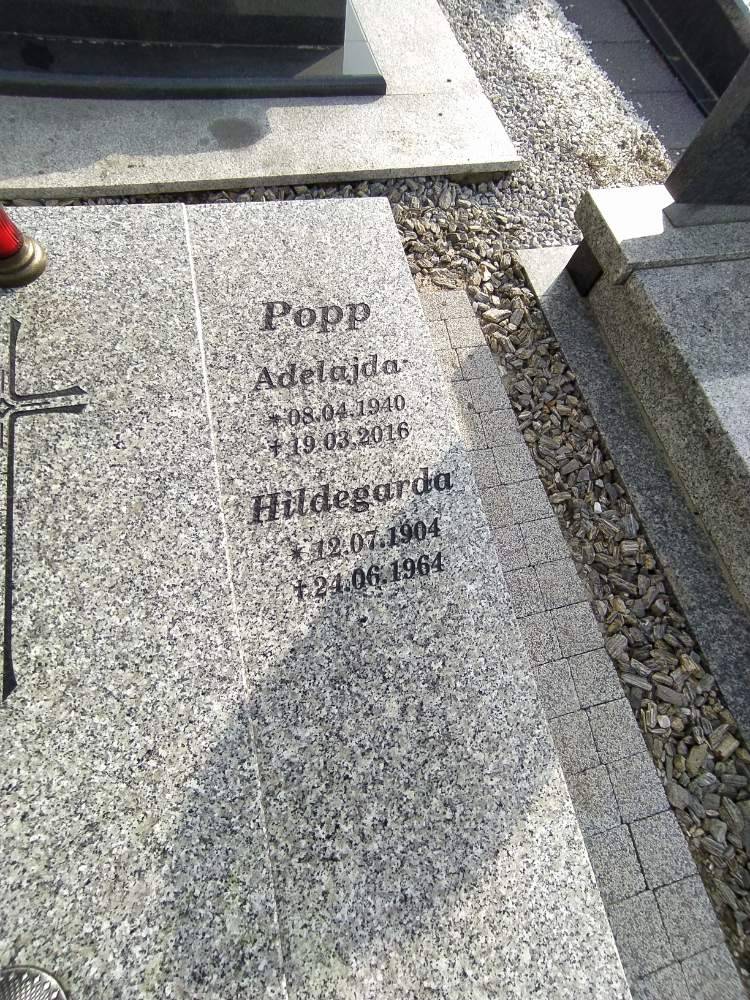 Popp
Adelajda
*08.04.1940
†19.03.2016
Hildegarda
*12.07.1904
†24.06.1964